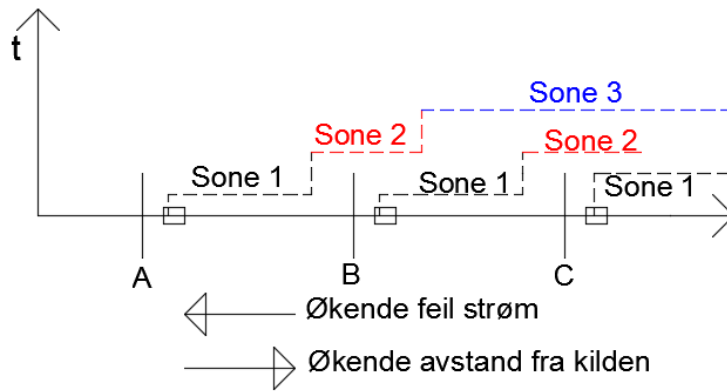 t
Sone 3
Sone 2
Sone 2
Sone 1
Sone 1
Sone 1
A
B
C
Økende feil strøm
Økende avstand fra kilden